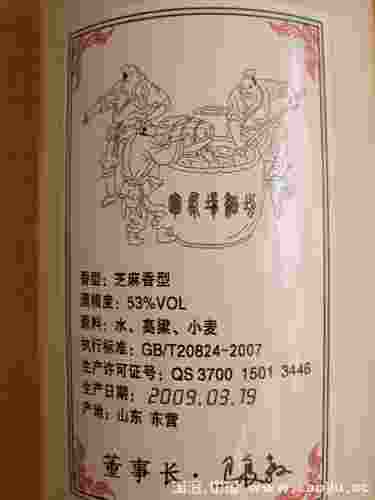 香型: 芝麻香型
酒精度: 53%VOL
原料: 水、高粱、小麦
执行标准: GB/T20824-2007
生产许可证号: QS3700 1501 3446
生产日期: 2009.03.19
产地: 山东 东营
董事长·